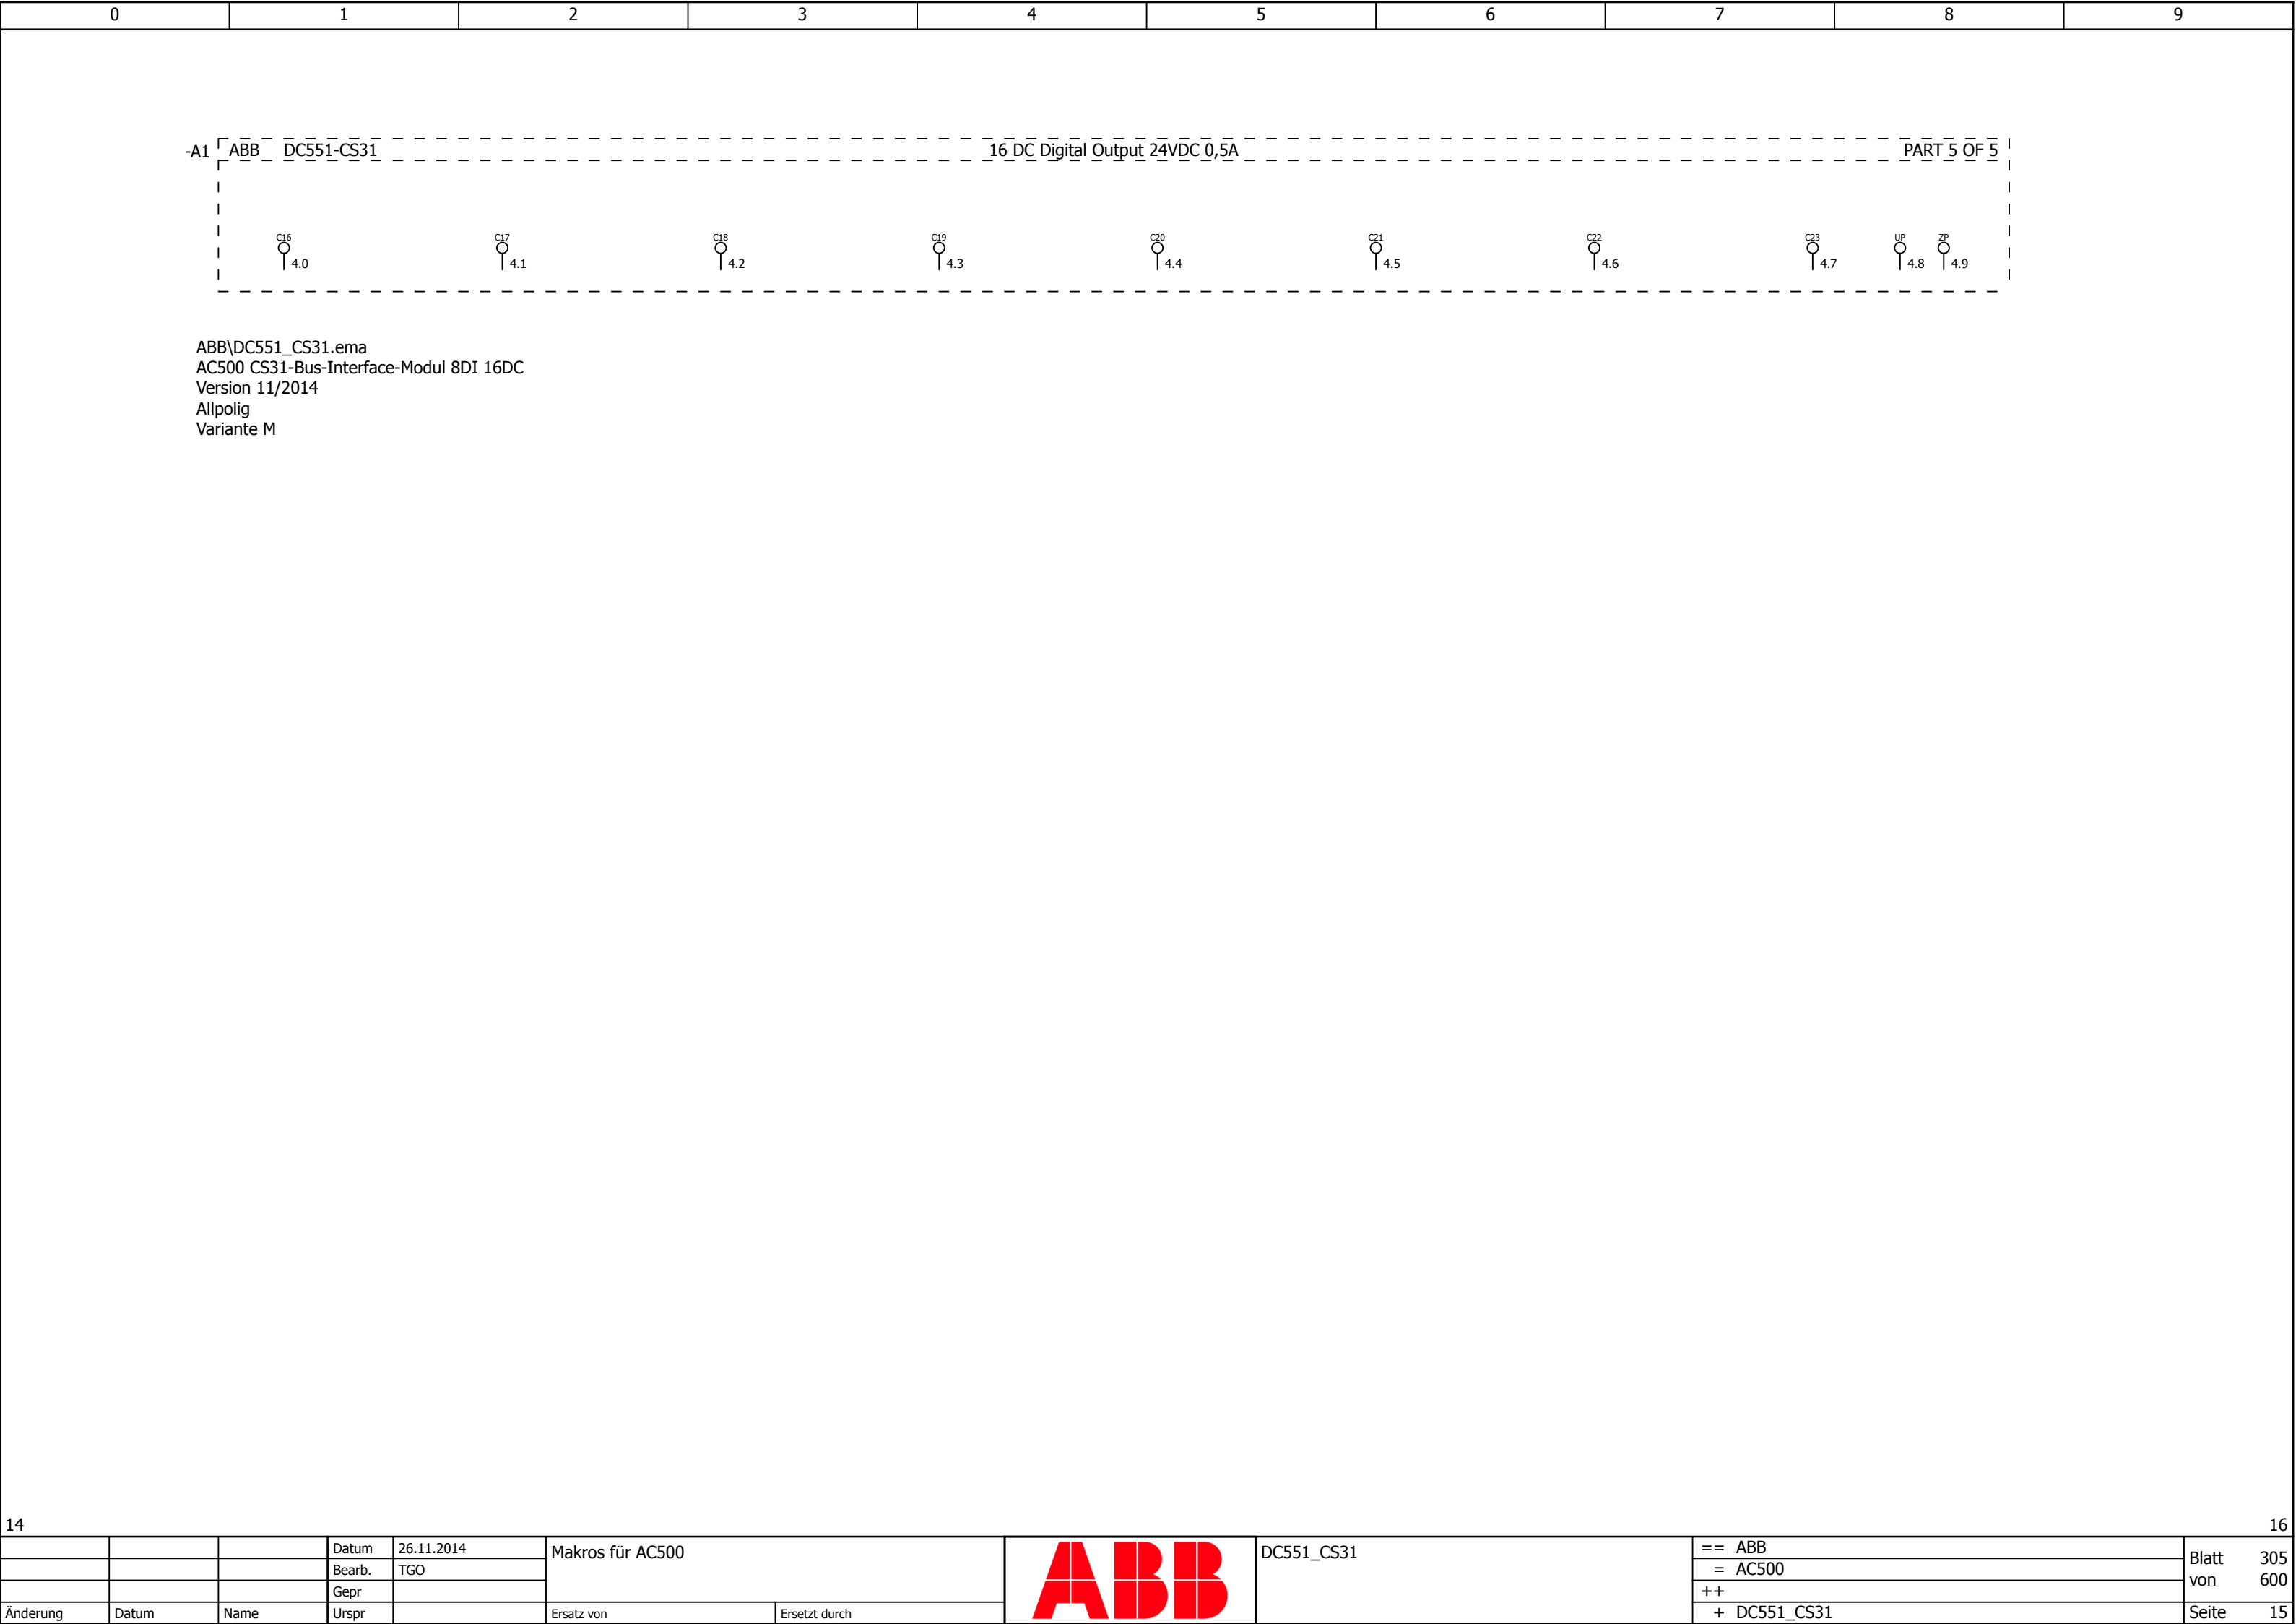 0 1 2 3 4 5 6 7 8 9
-A1 ABB DC551-CS31 16 DC Digital Output 24VDC 0,5A PART 5 OF 5
C16 C17 C18 C19 C20 C21 C22 C23 UP ZP
4.0 4.1 4.2 4.3 4.4 4.5 4.6 4.7 4.8 4.9
ABB\DC551_CS31.ema
AC500 CS31-Bus-Interface-Modul 8DI 16DC
Version 11/2014
Allpolig
Variante M
14 16
Datum 26.11.2014 Makros für AC500 ABB DC551_CS31 == ABB Blatt 305
Bearb. TGO = AC500 von 600
Gepr ++
Änderung Datum Name Urspr Ersatz von Ersetzt durch + DC551_CS31 Seite 15